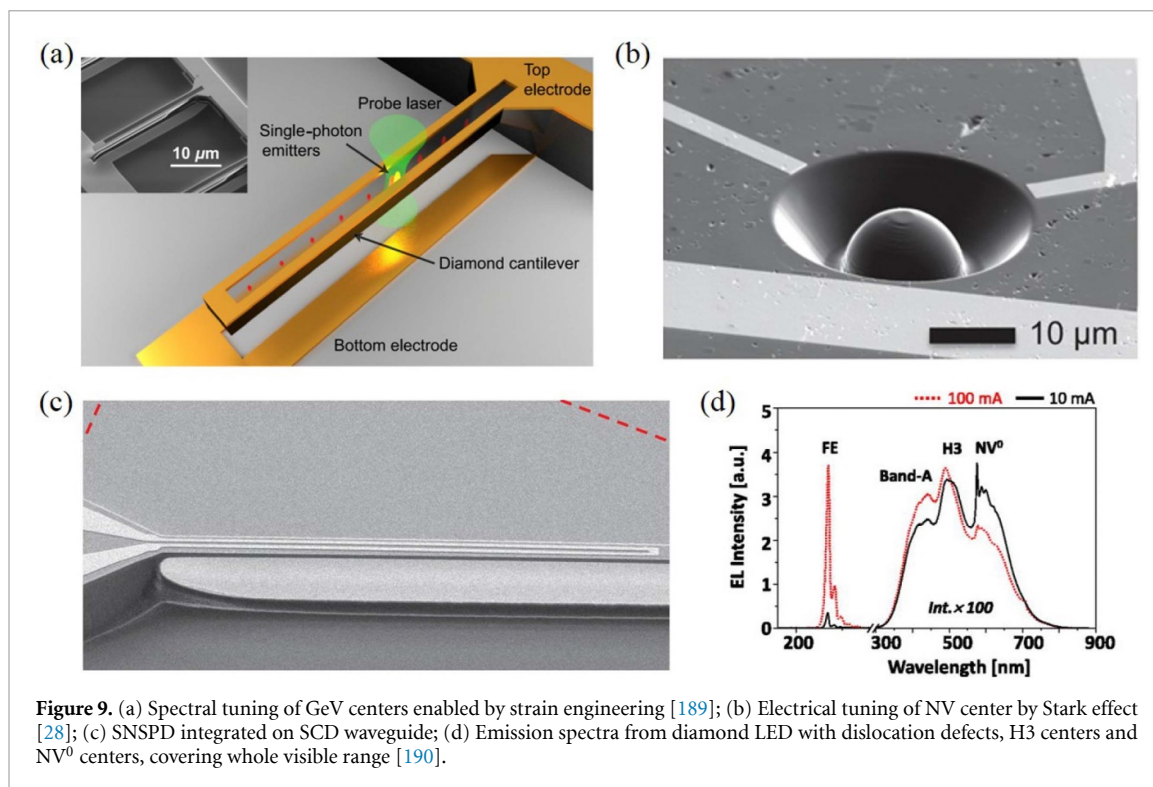 (a)
Top
electrode
Probe laser
Single-photon
emitters
10 µm
Diamond cantilever
Bottom electrode
(b)
10 µm
(c)
(d)
100 mA 10 mA
5
4
3
2
1
0
EL Intensity [a.u.]
FE
Band-A
H3
NV⁰
Int. × 100
200 300 500 700 900
Wavelength [nm]
Figure 9. (a) Spectral tuning of GeV centers enabled by strain engineering [189]; (b) Electrical tuning of NV center by Stark effect
[28]; (c) SNSPD integrated on SCD waveguide; (d) Emission spectra from diamond LED with dislocation defects, H3 centers and
NV⁰ centers, covering whole visible range [190].